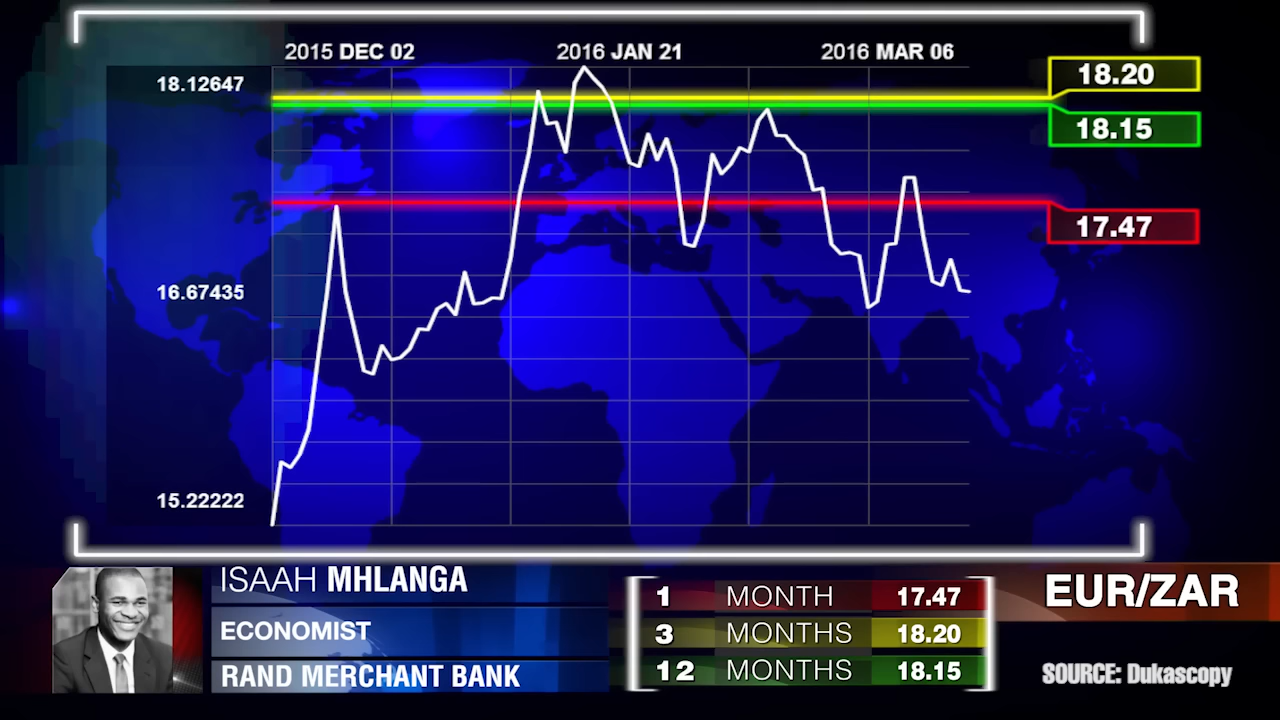 2015 DEC 02
2016 JAN 21
2016 MAR 06
18.12647
16.67435
15.22222
18.20
18.15
17.47
ISAAH MHLANGA
ECONOMIST
RAND MERCHANT BANK
1 MONTH 17.47
3 MONTHS 18.20
12 MONTHS 18.15
EUR/ZAR
SOURCE: Dukascopy